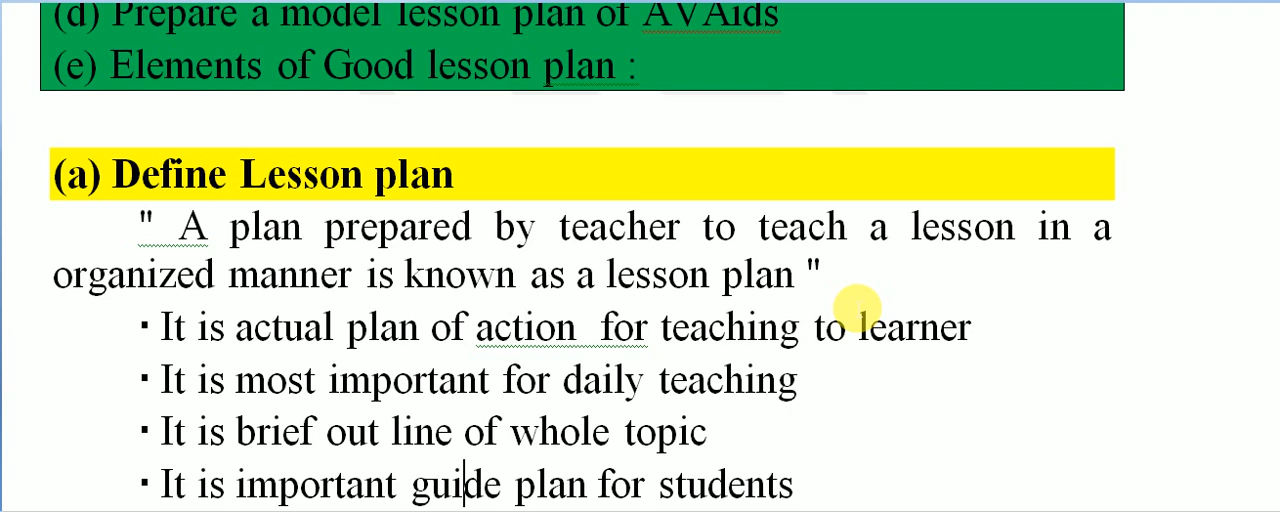 (d) Prepare a model lesson plan of AVAids
(e) Elements of Good lesson plan :
(a) Define Lesson plan
" A plan prepared by teacher to teach a lesson in a
organized manner is known as a lesson plan "
▪ It is actual plan of action for teaching to learner
▪ It is most important for daily teaching
▪ It is brief out line of whole topic
▪ It is important guide plan for students